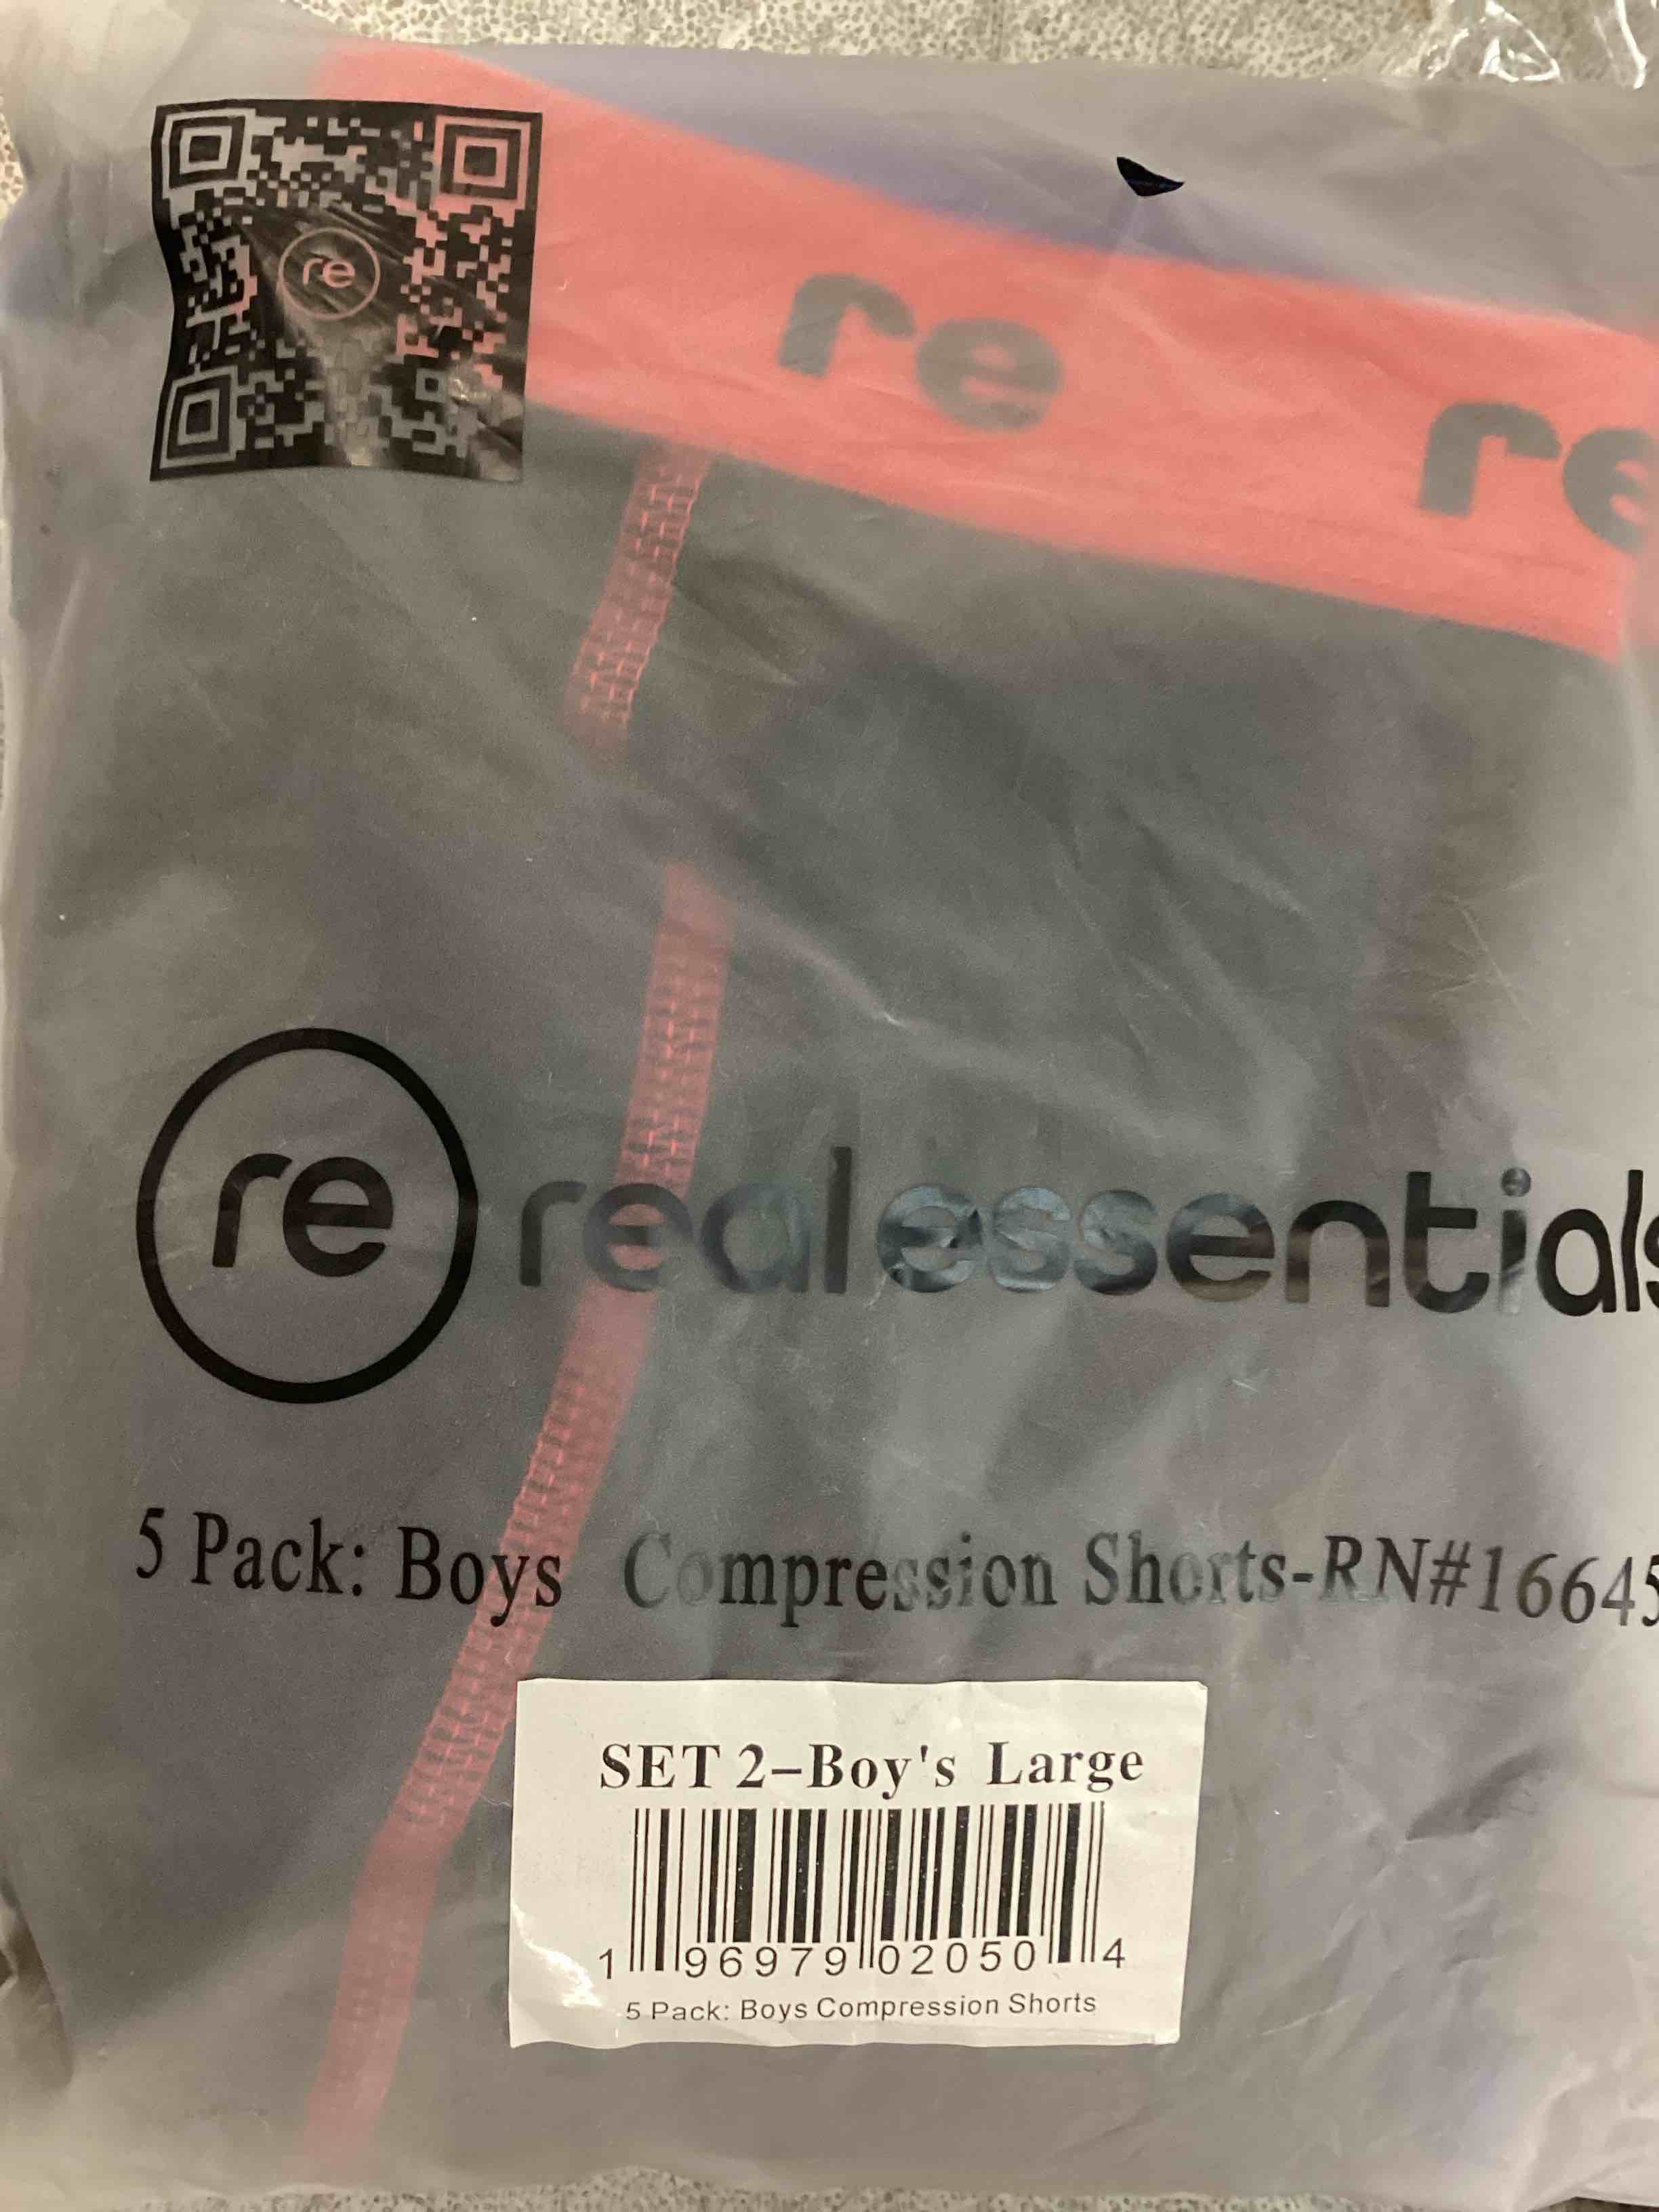 re
re re
re realessentials
5 Pack: Boys Compression Shorts-RN#16645
SET 2-Boy's Large
1 96979 02050 4
5 Pack: Boys Compression Shorts